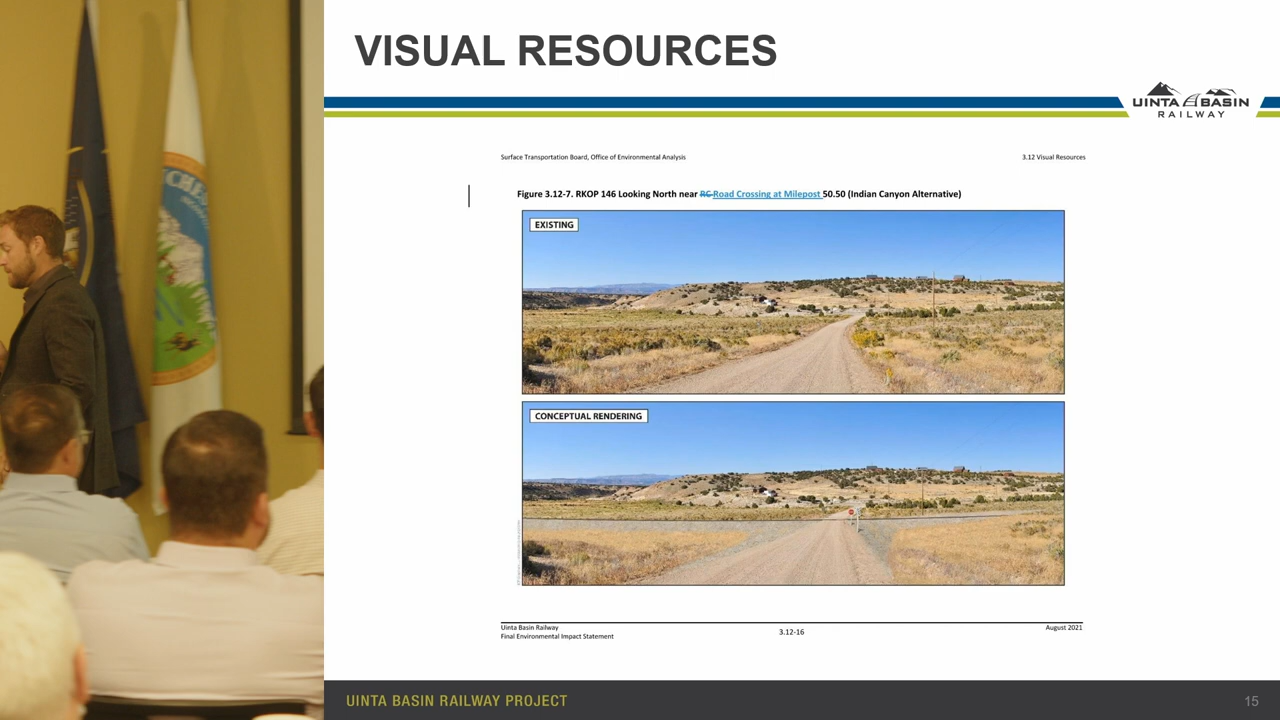 VISUAL RESOURCES
UINTA BASIN
RAILWAY
Surface Transportation Board, Office of Environmental Analysis
3.12 Visual Resources
Figure 3.12-7. RKOP 146 Looking North near RC Road Crossing at Milepost 50.50 (Indian Canyon Alternative)
EXISTING
CONCEPTUAL RENDERING
Uinta Basin Railway
Final Environmental Impact Statement
3.12-16
August 2021
UINTA BASIN RAILWAY PROJECT
15